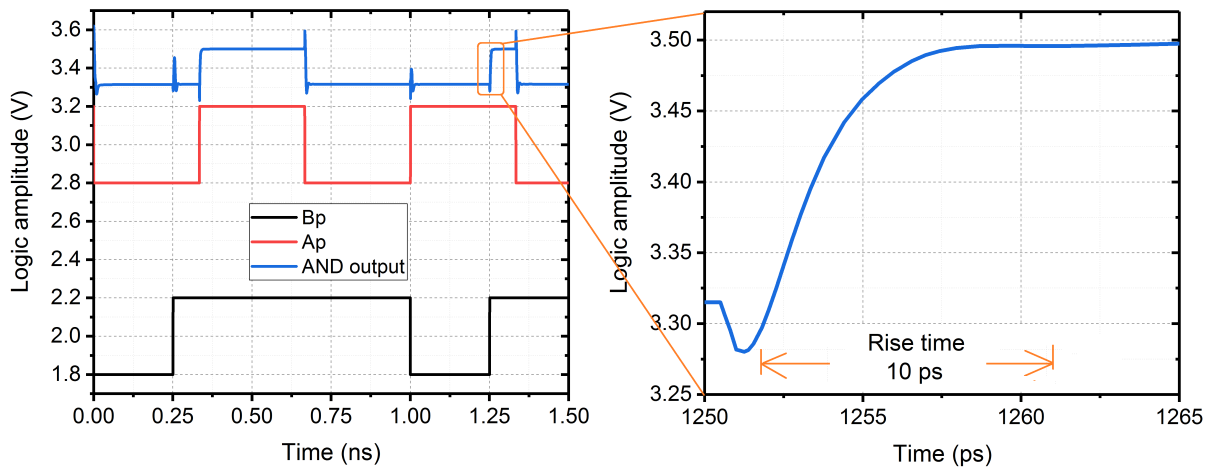 Logic amplitude (V)
3.6
3.4
3.2
3.0
2.8
2.6
2.4
2.2
2.0
1.8
Bp
Ap
AND output
0.00 0.25 0.50 0.75 1.00 1.25 1.50
Time (ns)
Logic amplitude (V)
3.50
3.45
3.40
3.35
3.30
3.25
Rise time
10 ps
1250 1255 1260 1265
Time (ps)